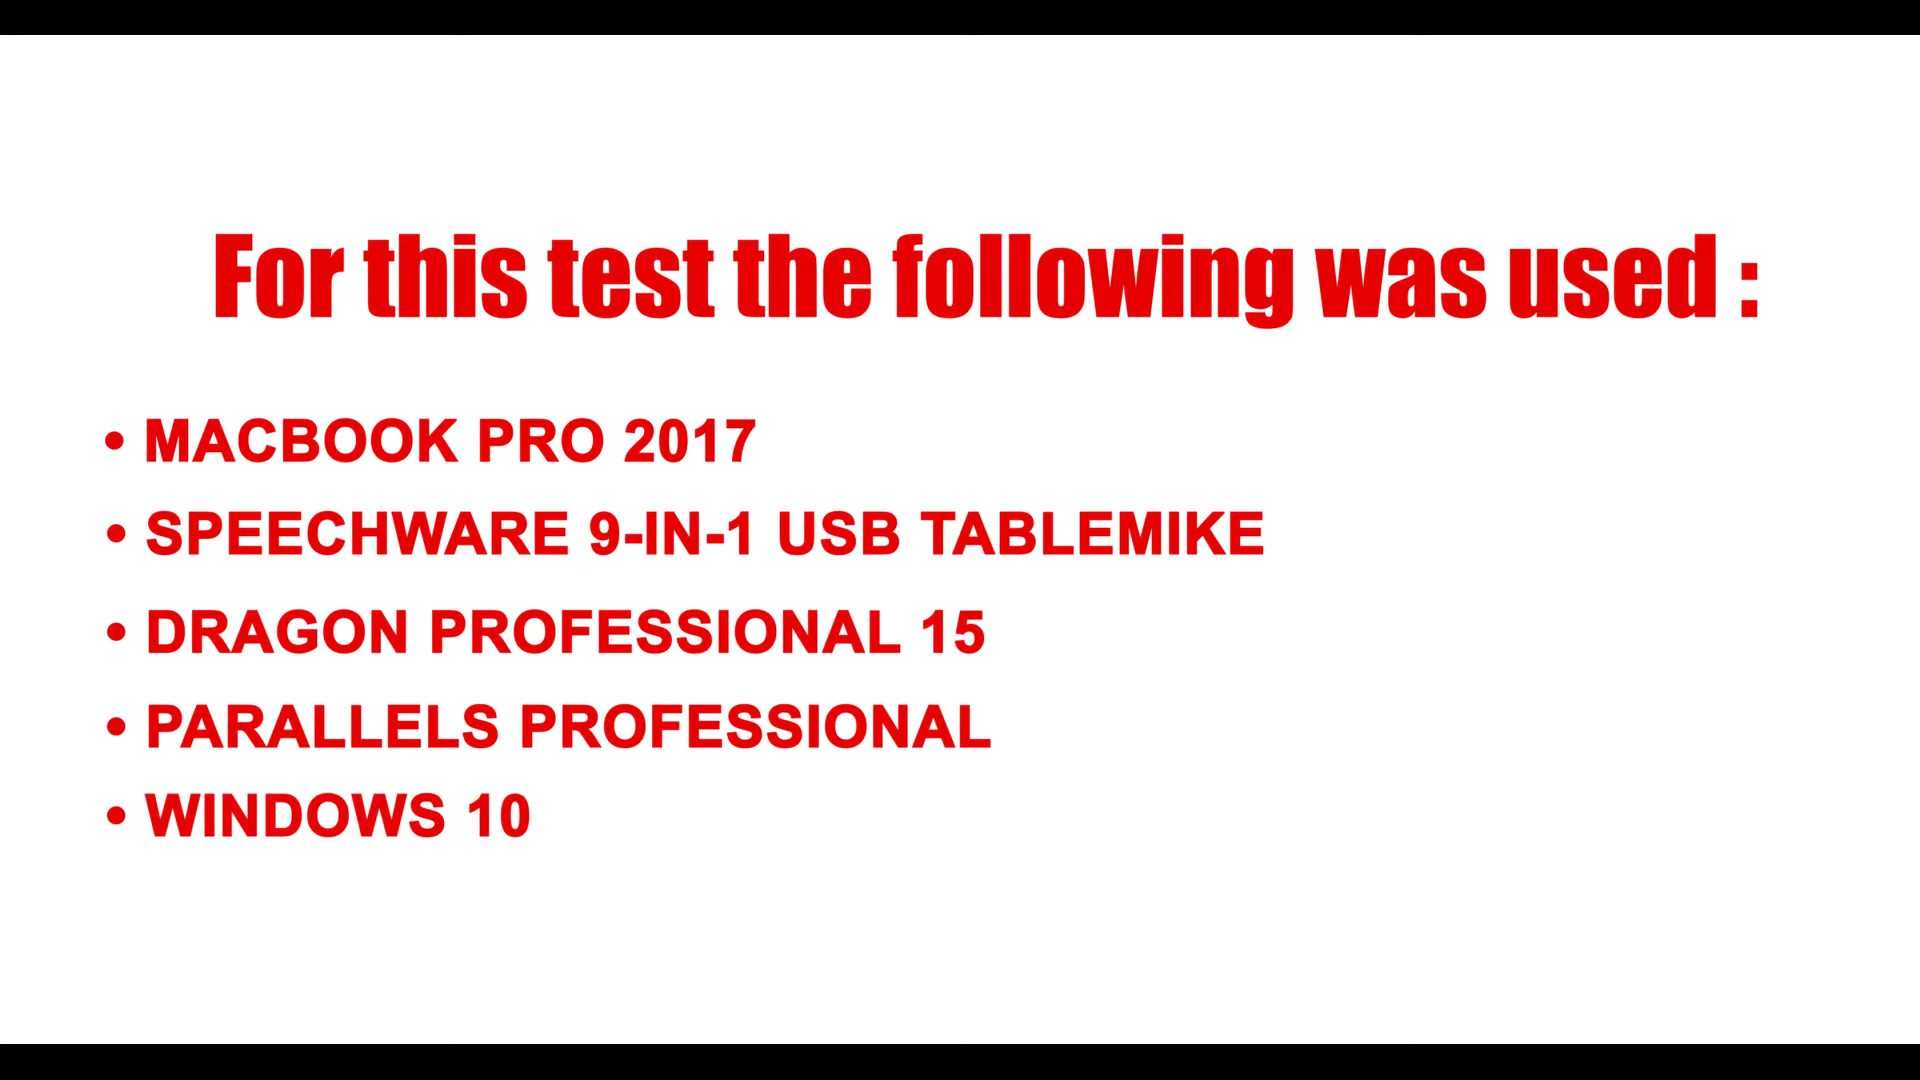 For this test the following was used :
• MACBOOK PRO 2017
• SPEECHWARE 9-IN-1 USB TABLEMIKE
• DRAGON PROFESSIONAL 15
• PARALLELS PROFESSIONAL
• WINDOWS 10